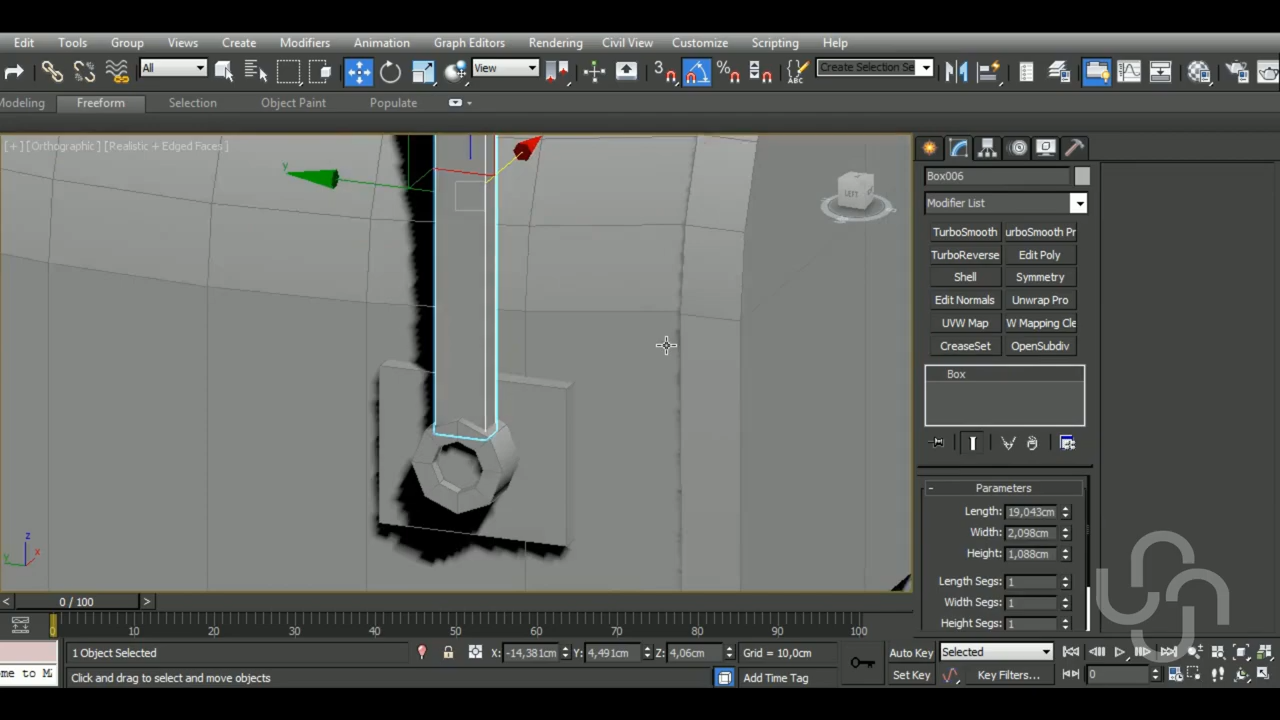 Edit Tools Group Views Create Modifiers Animation Graph Editors Rendering Civil View Customize Scripting Help
All View 3 % ABC Create Selection Se
Modeling Freeform Selection Object Paint Populate
[+] [Orthographic] [Realistic + Edged Faces]
y
LEFT
Box006
Modifier List
TurboSmooth urboSmooth Pr
TurboReverse Edit Poly
Shell Symmetry
Edit Normals Unwrap Pro
UVW Map W Mapping Cle
CreaseSet OpenSubdiv
Box
- Parameters
Length: 19,043cm
Width: 2,098cm
Height: 1,088cm
Length Segs: 1
Width Segs: 1
Height Segs: 1
z
y x
< 0 / 100 >
0 10 20 30 40 50 60 70 80 90 100
1 Object Selected X: -14,381cm Y: 4,491cm Z: 4,06cm Grid = 10,0cm Auto Key Selected
ome to M
Click and drag to select and move objects Add Time Tag Set Key Key Filters... 0